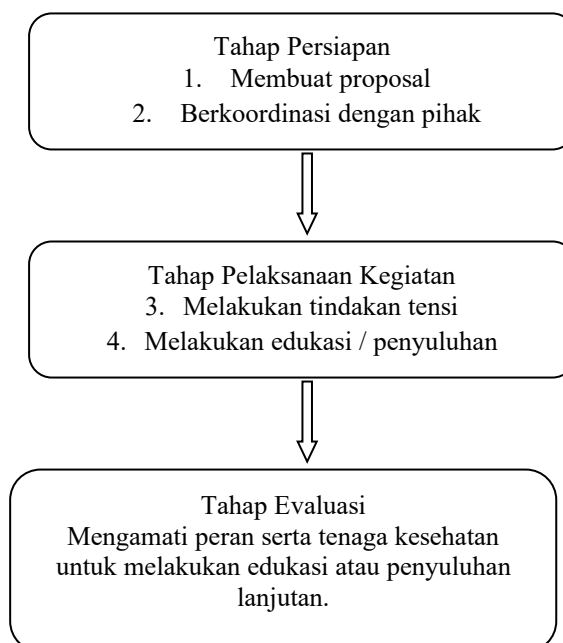 Tahap Persiapan
1. Membuat proposal
2. Berkoordinasi dengan pihak
Tahap Pelaksanaan Kegiatan
3. Melakukan tindakan tensi
4. Melakukan edukasi / penyuluhan
Tahap Evaluasi
Mengamati peran serta tenaga kesehatan
untuk melakukan edukasi atau penyuluhan
lanjutan.